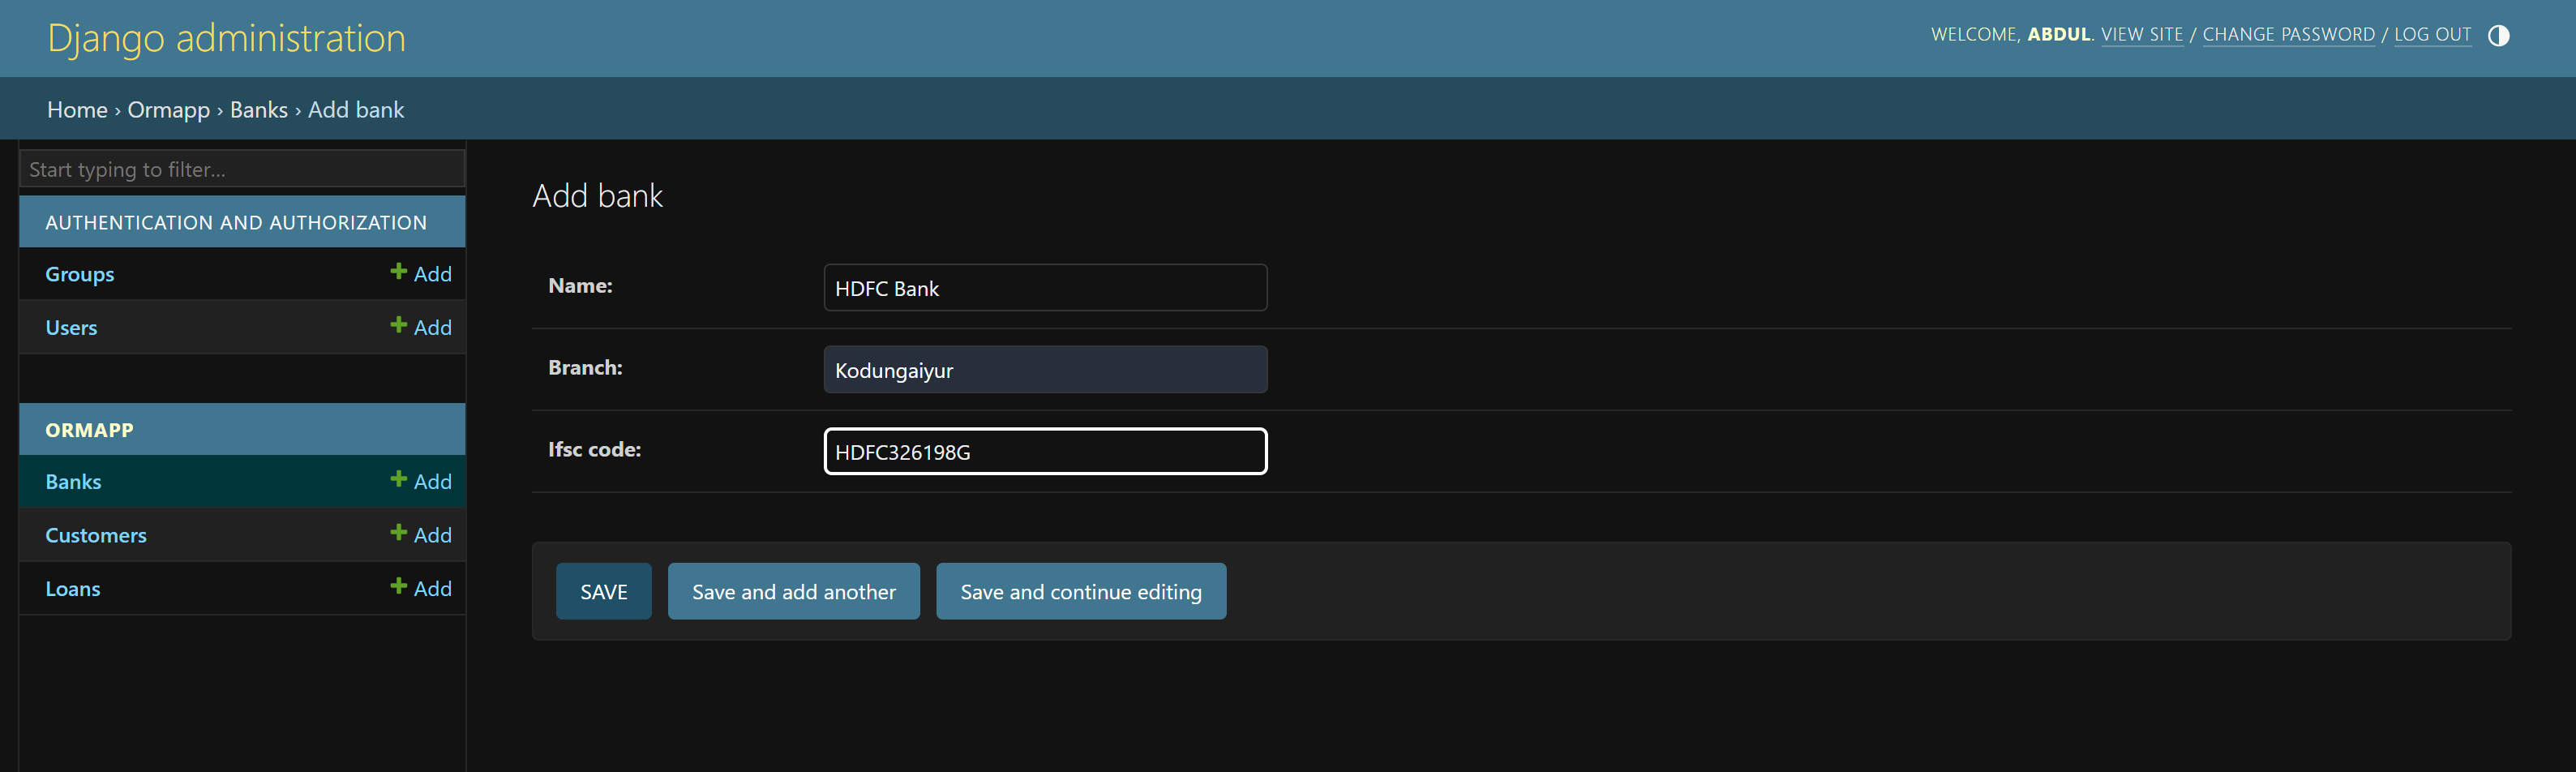 Django administration
WELCOME, ABDUL. VIEW SITE / CHANGE PASSWORD / LOG OUT
Home › Ormapp › Banks › Add bank
Start typing to filter...
AUTHENTICATION AND AUTHORIZATION
Groups Add
Users Add
ORMAPP
Banks Add
Customers Add
Loans Add
Add bank
Name: HDFC Bank
Branch: Kodungaiyur
Ifsc code: HDFC326198G
SAVE Save and add another Save and continue editing